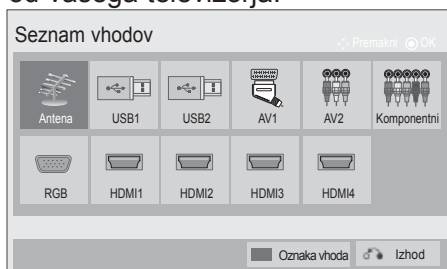 od vašega televizorja.
Seznam vhodov
Premakni OK
Antena USB1 USB2 AV1 AV2 Komponentni
RGB HDMI1 HDMI2 HDMI3 HDMI4
Oznaka vhoda Izhod